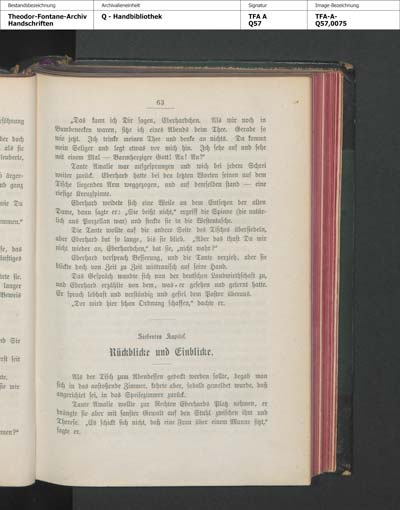 Bestandsbezeichnung
Archivalieneinheit
Signatur
Image-Bezeichnung
Theodor-Fontane-Archiv
Handschriften
Q - Handbibliothek
TFA A
Q57
TFA-A-
Q57,0075
63
„Das kann ich Dir sagen, Eberhardchen. Als wir noch in
Bambenecken waren, sitze ich eines Abends beim Thee. Gerade so
wie jetzt. Ich trinke meinen Thee und denke an nichts. Da kommt
mein Seliger und legt etwas vor mich hin. Ich sehe auf und sehe
mit einem Mal — Barmherziger Gott! Au! Au?"
Tante Amalie war aufgesprungen und wich bei jedem Schrei
weiter zurück. Eberhard hatte bei den letzten Worten seinen auf dem
Tische liegenden Arm weggezogen, und auf demselben stand — eine
riesige Kreuzspinne.
Eberhard weidete sich eine Weile an dem Entsetzen der alten
Dame, dann sagte er: „Sie beißt nicht," ergriff die Spinne (die natür-
lich aus Porzellan war) und steckte sie in die Westentasche.
Die Tante wollte auf die andere Seite des Tisches übersiedeln,
aber Eberhard bat so lange, bis sie blieb. „Aber das thust Du mir
nicht wieder an, Eberhardchen," bat sie, „nicht wahr?"
Eberhard versprach Besserung, und die Tante verzieh, aber sie
blickte doch von Zeit zu Zeit mißtrauisch auf seine Hand.
Das Gespräch wandte sich nun der deutschen Landwirthschaft zu,
und Eberhard erzählte von dem, was er gesehen und gelernt hatte.
Er sprach lebhaft und verständig und gefiel dem Pastor überaus.
„Der wird hier schon Ordnung schaffen," dachte er.
Siebentes Kapitel.
Rückblicke und Einblicke.
Als der Tisch zum Abendessen gedeckt werden sollte, begab man
sich in das anstoßende Zimmer, kehrte aber, sobald gemeldet wurde, daß
angerichtet sei, in das Speisezimmer zurück.
Tante Amalie wollte zur Rechten Eberhards Platz nehmen, er
drängte sie aber mit sanfter Gewalt auf den Stuhl zwischen ihm und
Therese. „Es schickt sich nicht, daß eine Frau über einem Manne sitzt,"
sagte er.